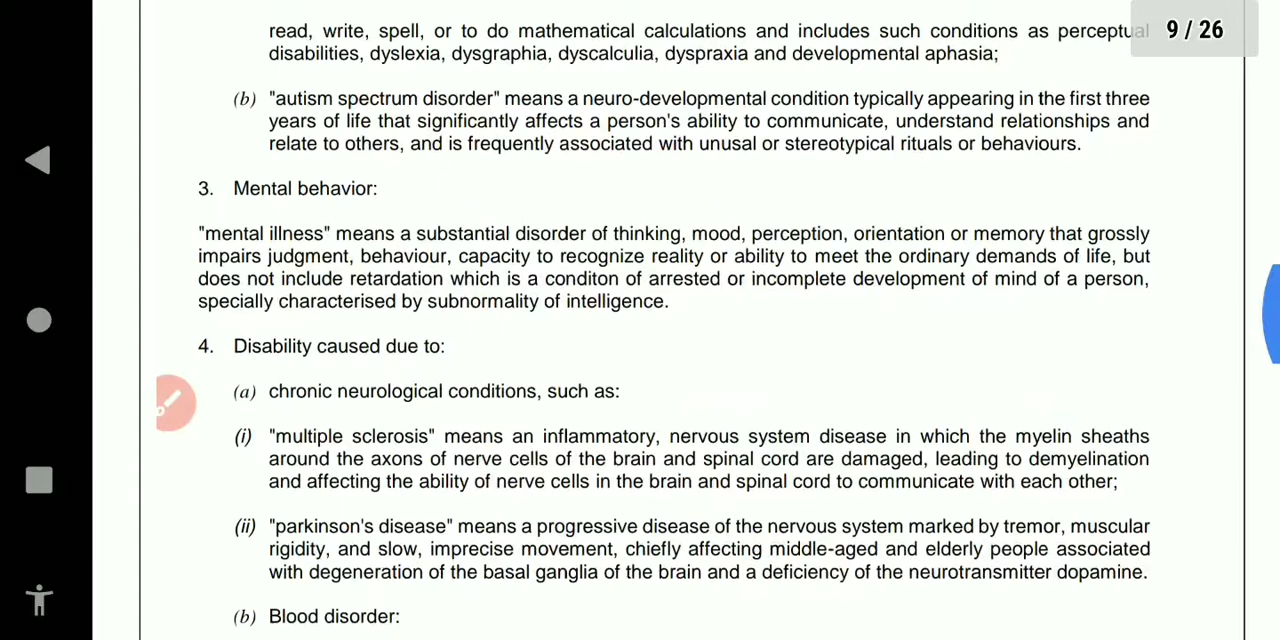 read, write, spell, or to do mathematical calculations and includes such conditions as perceptual
9 / 26
disabilities, dyslexia, dysgraphia, dyscalculia, dyspraxia and developmental aphasia;
(b) "autism spectrum disorder" means a neuro-developmental condition typically appearing in the first three
years of life that significantly affects a person's ability to communicate, understand relationships and
relate to others, and is frequently associated with unusual or stereotypical rituals or behaviours.
3. Mental behavior:
"mental illness" means a substantial disorder of thinking, mood, perception, orientation or memory that grossly
impairs judgment, behaviour, capacity to recognize reality or ability to meet the ordinary demands of life, but
does not include retardation which is a conditon of arrested or incomplete development of mind of a person,
specially characterised by subnormality of intelligence.
4. Disability caused due to:
(a) chronic neurological conditions, such as:
(i) "multiple sclerosis" means an inflammatory, nervous system disease in which the myelin sheaths
around the axons of nerve cells of the brain and spinal cord are damaged, leading to demyelination
and affecting the ability of nerve cells in the brain and spinal cord to communicate with each other;
(ii) "parkinson's disease" means a progressive disease of the nervous system marked by tremor, muscular
rigidity, and slow, imprecise movement, chiefly affecting middle-aged and elderly people associated
with degeneration of the basal ganglia of the brain and a deficiency of the neurotransmitter dopamine.
(b) Blood disorder: